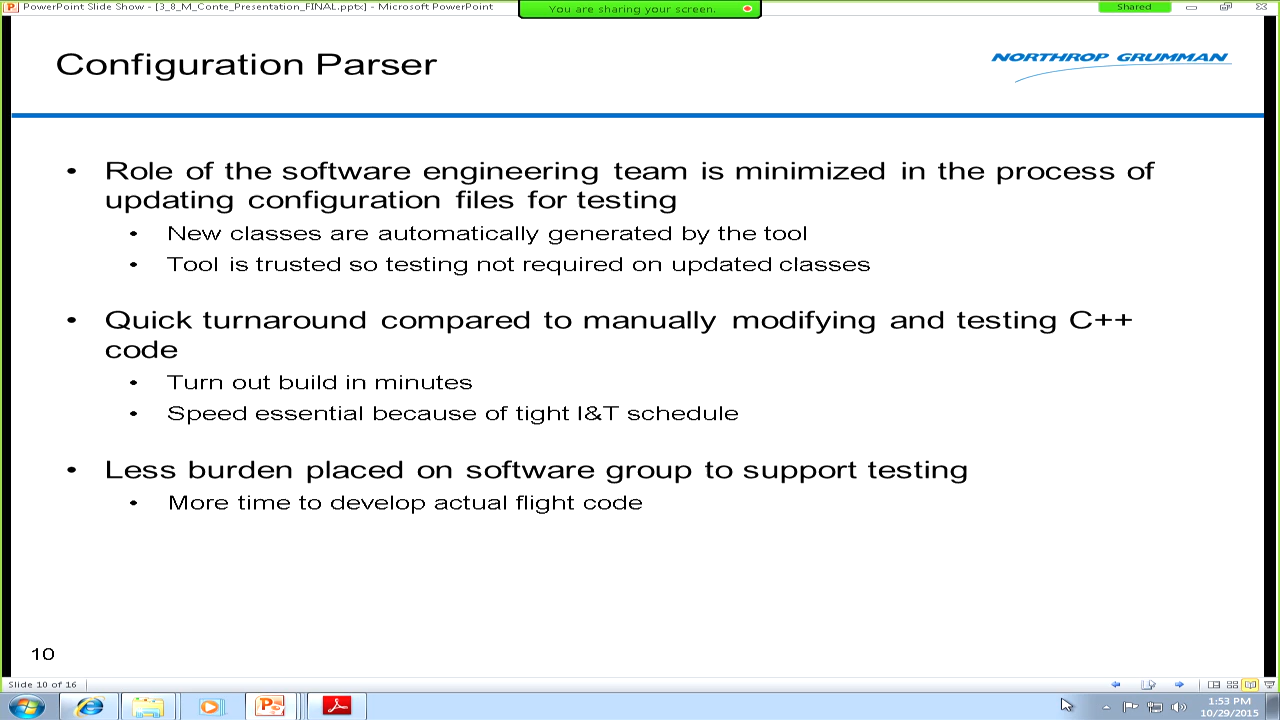 PowerPoint Slide Show - [3_8_M_Conte_Presentation_FINAL.pptx] - Microsoft PowerPoint
You are sharing your screen.
Shared
Configuration Parser
NORTHROP GRUMMAN
• Role of the software engineering team is minimized in the process of
updating configuration files for testing
• New classes are automatically generated by the tool
• Tool is trusted so testing not required on updated classes
• Quick turnaround compared to manually modifying and testing C++
code
• Turn out build in minutes
• Speed essential because of tight I&T schedule
• Less burden placed on software group to support testing
• More time to develop actual flight code
10
Slide 10 of 16
1:53 PM
10/29/2015